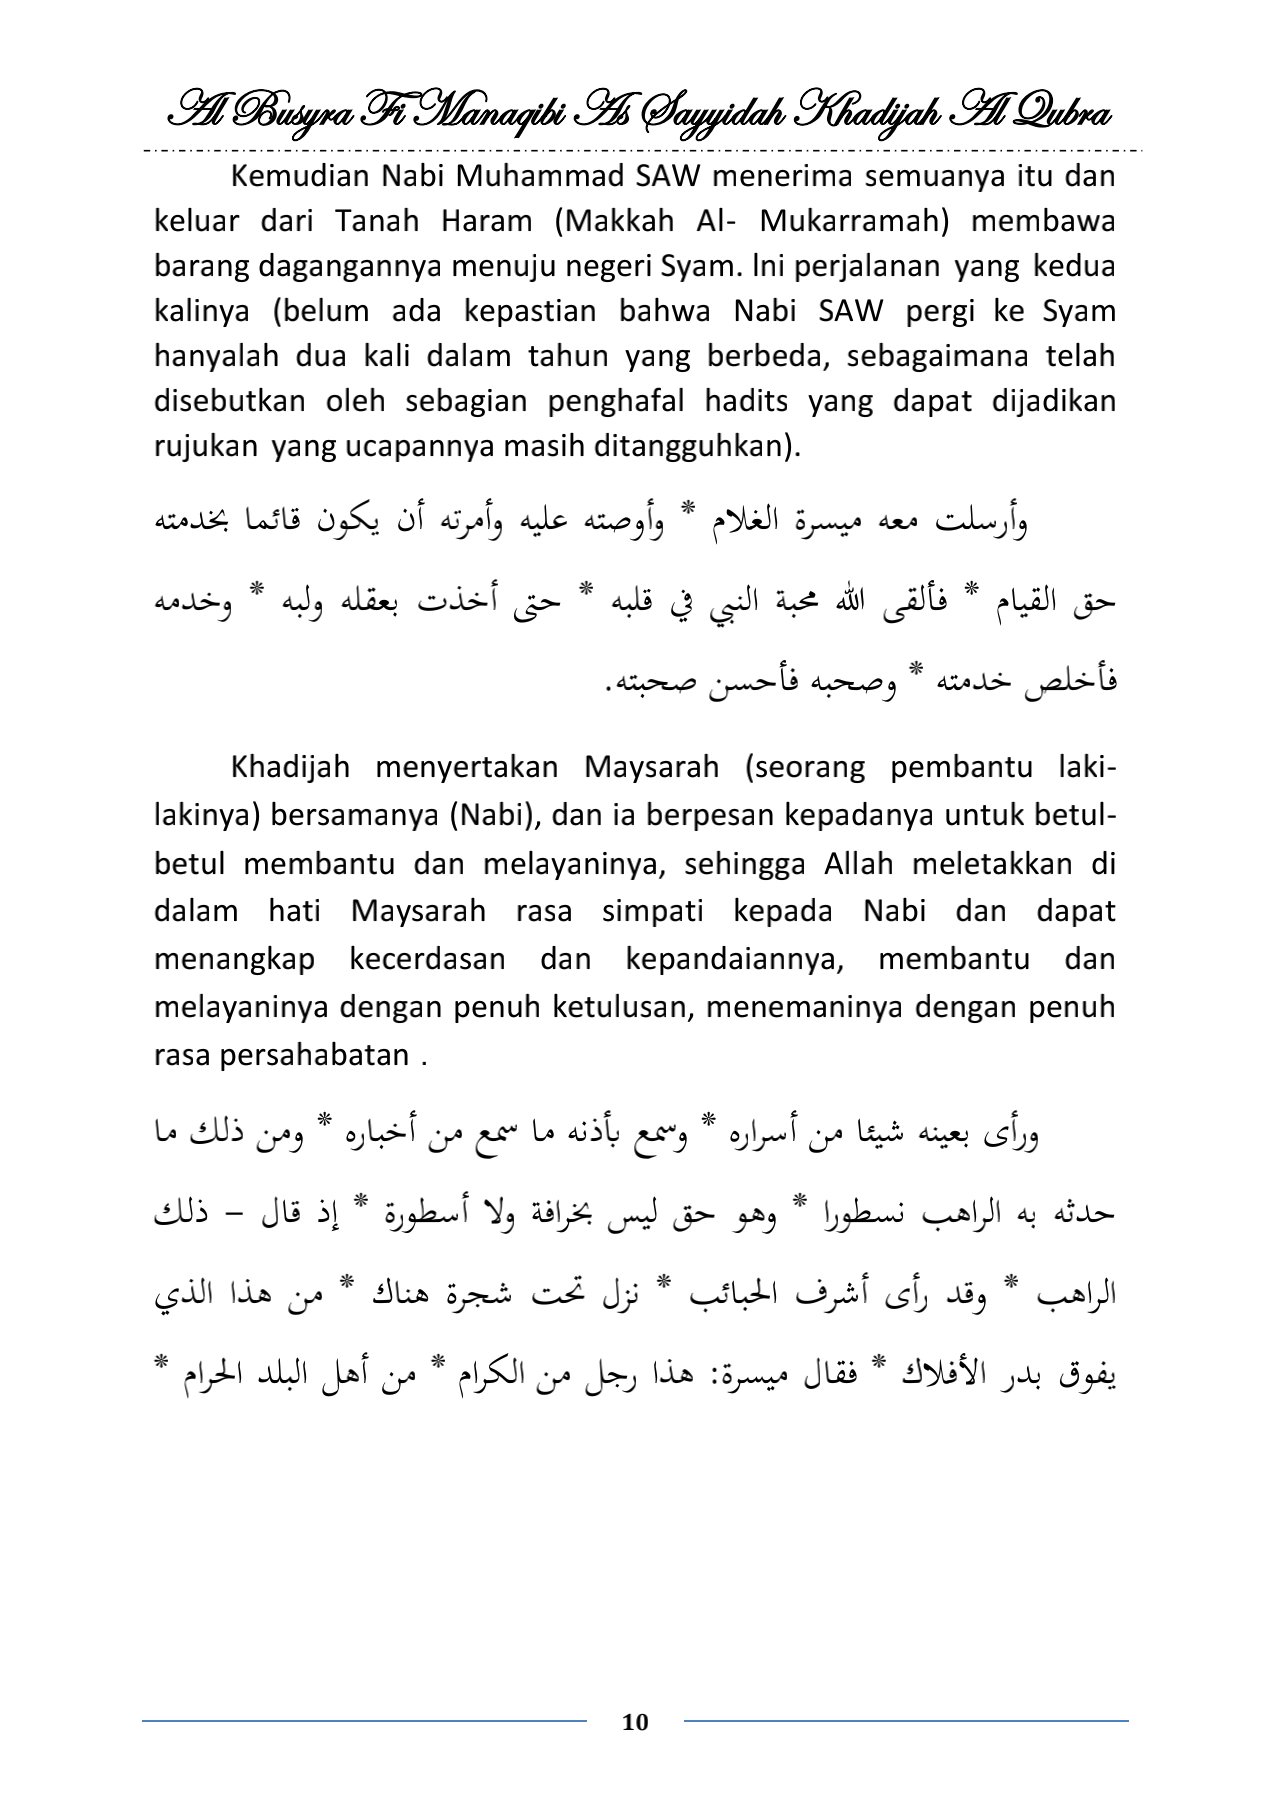 Al Busyra Fi Manaqibi As Sayyidah Khadijah Al Qubra
Kemudian Nabi Muhammad SAW menerima semuanya itu dan
keluar dari Tanah Haram (Makkah Al- Mukarramah) membawa
barang dagangannya menuju negeri Syam. Ini perjalanan yang kedua
kalinya (belum ada kepastian bahwa Nabi SAW pergi ke Syam
hanyalah dua kali dalam tahun yang berbeda, sebagaimana telah
disebutkan oleh sebagian penghafal hadits yang dapat dijadikan
rujukan yang ucapannya masih ditangguhkan).
وأرسلت معه ميسرة الغلام * وأوصته عليه وأمرته أن يكون قائما بخدمته
حق القيام * فألقى الله محبة النبي في قلبه * حتى أخذت بعقله ولبه * وخدمه
فأخلص خدمته * وصحبه فأحسن صحبته.
Khadijah menyertakan Maysarah (seorang pembantu laki-
lakinya) bersamanya (Nabi), dan ia berpesan kepadanya untuk betul-
betul membantu dan melayaninya, sehingga Allah meletakkan di
dalam hati Maysarah rasa simpati kepada Nabi dan dapat
menangkap kecerdasan dan kepandaiannya, membantu dan
melayaninya dengan penuh ketulusan, menemaninya dengan penuh
rasa persahabatan .
ورأى بعينه شيئا من أسراره * وسمع بأذنه ما سمع من أخباره * ومن ذلك ما
حدثه به الراهب نسطورا * وهو حق ليس بخرافة ولا أسطورة * إذ قال – ذلك
الراهب * وقد رأى أشرف الحبائب * نزل تحت شجرة هناك * من هذا الذي
يفوق بدر الأفلاك * فقال ميسرة: هذا رجل من الكرام * من أهل البلد الحرام *
10